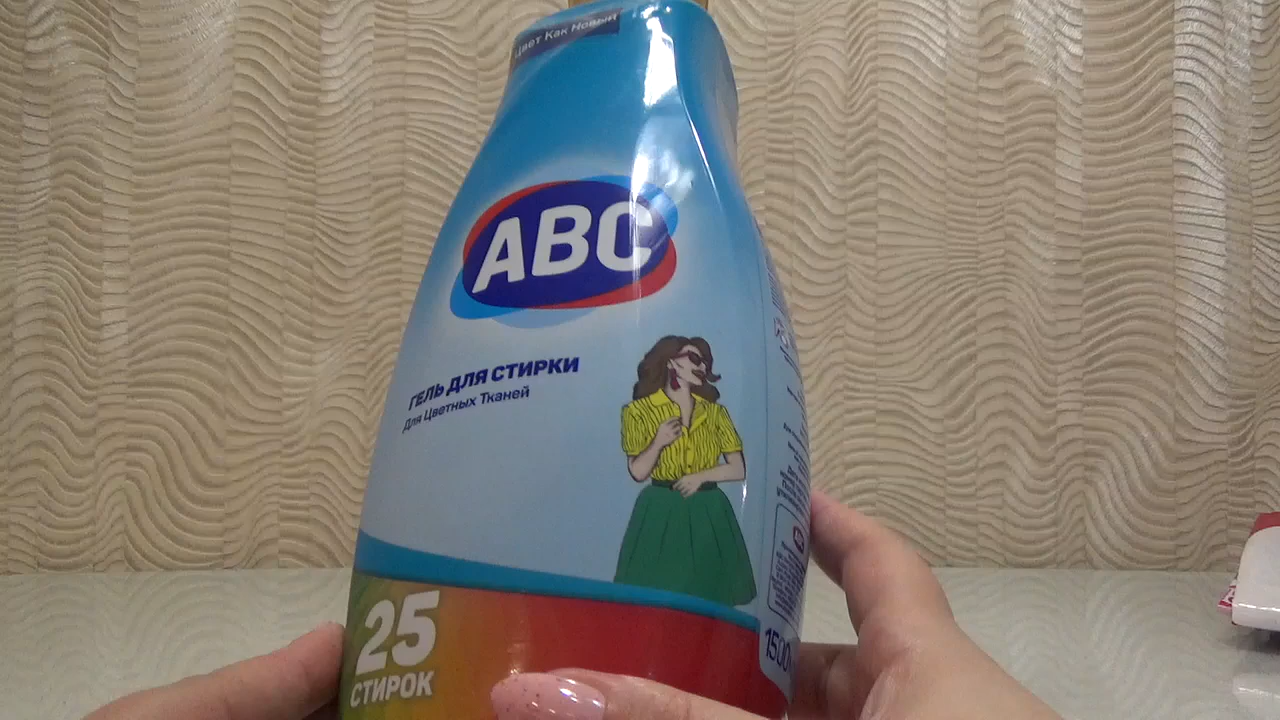 Цвет Как Новый
ABC
ГЕЛЬ ДЛЯ СТИРКИ
Для Цветных Тканей
25
СТИРОК
1500